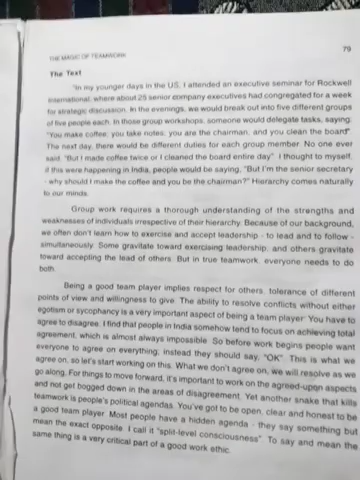 79
THE MAGIC OF TEAMWORK
The Text
"In my younger days in the US, I attended an executive seminar for Rockwell
International, where about 25 senior company executives had congregated for a week
for strategic discussion. In the evenings, we would break out into five different groups
of five people each. In those group workshops, someone would delegate tasks, saying:
"You make coffee, you take notes, you are the chairman, and you clean the board".
The next day, there would be different duties for each group member. No one ever
said, "But I made coffee twice or I cleaned the board entire day". I thought to myself,
if this were happening in India, people would be saying, "But I'm the senior secretary
- why should I make the coffee and you be the chairman?" Hierarchy comes naturally
to our minds.
Group work requires a thorough understanding of the strengths and
weaknesses of individuals irrespective of their hierarchy. Because of our background,
we often don't learn how to exercise and accept leadership - to lead and to follow -
simultaneously. Some gravitate toward exercising leadership, and others gravitate
toward accepting the lead of others. But in true teamwork, everyone needs to do
both.
Being a good team player implies respect for others, tolerance of different
points of view and willingness to give. The ability to resolve conflicts without either
egotism or sycophancy is a very important aspect of being a team player: You have to
agree to disagree. I find that people in India somehow tend to focus on achieving total
agreement, which is almost always impossible. So before work begins people want
everyone to agree on everything, instead they should say, "OK". This is what we
agree on, so let's start working on this. What we don't agree on, we will resolve as we
go along. For things to move forward, it's important to work on the agreed-upon aspects
and not get bogged down in the areas of disagreement. Yet another snake that kills
teamwork is people's political agendas. You've got to be open, clear and honest to be
a good team player. Most people have a hidden agenda - they say something but
mean the exact opposite. I call it "split-level consciousness". To say and mean the
same thing is a very critical part of a good work ethic.